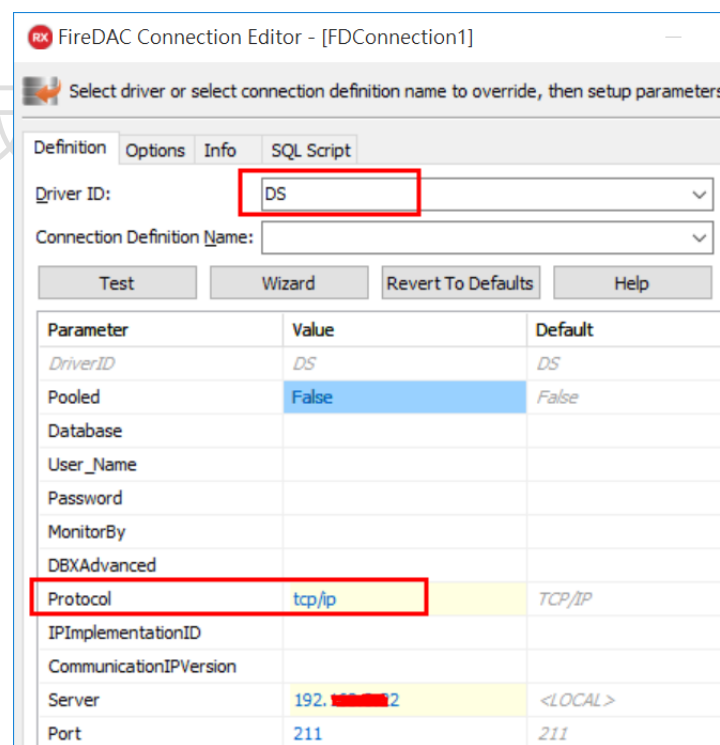 RX FireDAC Connection Editor - [FDConnection1]
Select driver or select connection definition name to override, then setup parameters
Definition Options Info SQL Script
Driver ID: DS
Connection Definition Name:
Test Wizard Revert To Defaults Help
Parameter Value Default
DriverID DS DS
Pooled False False
Database
User_Name
Password
MonitorBy
DBXAdvanced
Protocol tcp/ip TCP/IP
IPImplementationID
CommunicationIPVersion
Server 192. 2 <LOCAL>
Port 211 211